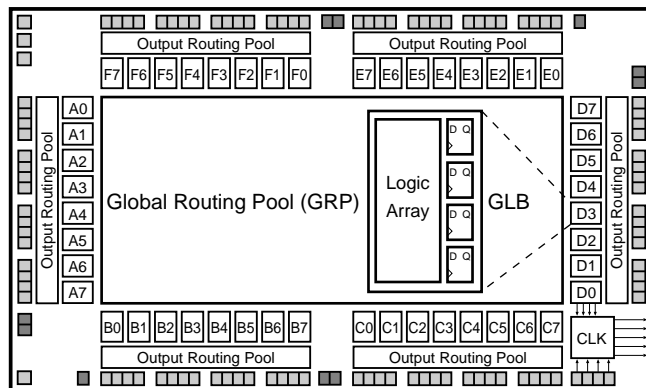 Output Routing Pool Output Routing Pool
F7 F6 F5 F4 F3 F2 F1 F0 E7 E6 E5 E4 E3 E2 E1 E0
Output Routing Pool
A0
A1
A2
A3
A4
A5
A6
A7
Global Routing Pool (GRP)
Logic
Array
D Q
D Q
D Q
D Q
GLB
D7
D6
D5
D4
D3
D2
D1
D0
Output Routing Pool
B0 B1 B2 B3 B4 B5 B6 B7 C0 C1 C2 C3 C4 C5 C6 C7
CLK
Output Routing Pool Output Routing Pool